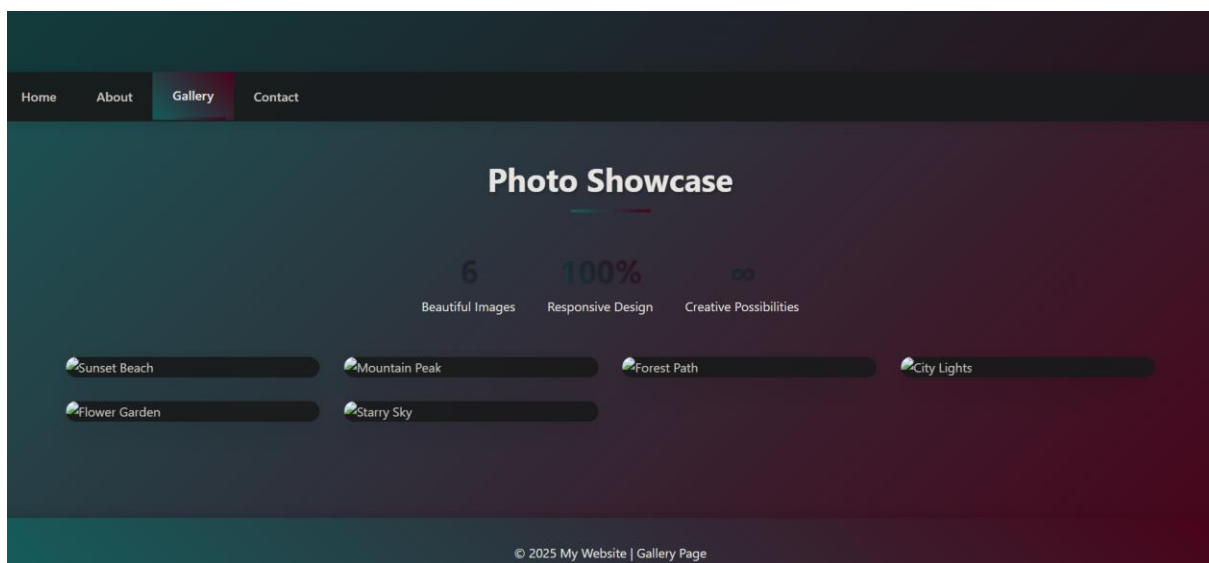 Home About Gallery Contact
Photo Showcase
6 100% ∞
Beautiful Images Responsive Design Creative Possibilities
Sunset Beach Mountain Peak Forest Path City Lights
Flower Garden Starry Sky
© 2025 My Website | Gallery Page